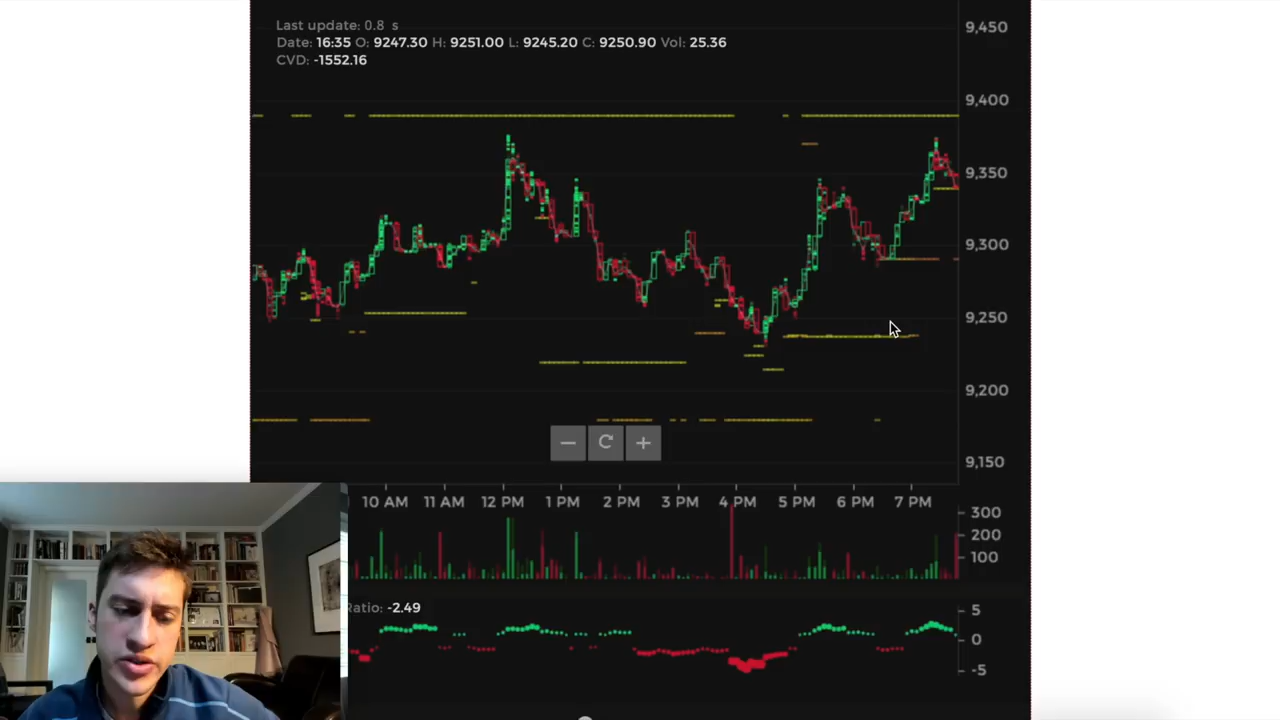 Last update: 0.8 s
Date: 16:35 O: 9247.30 H: 9251.00 L: 9245.20 C: 9250.90 Vol: 25.36
CVD: -1552.16
9,450
9,400
9,350
9,300
9,250
9,200
9,150
− +
10 AM 11 AM 12 PM 1 PM 2 PM 3 PM 4 PM 5 PM 6 PM 7 PM
300
200
100
Ratio: -2.49
5
0
-5